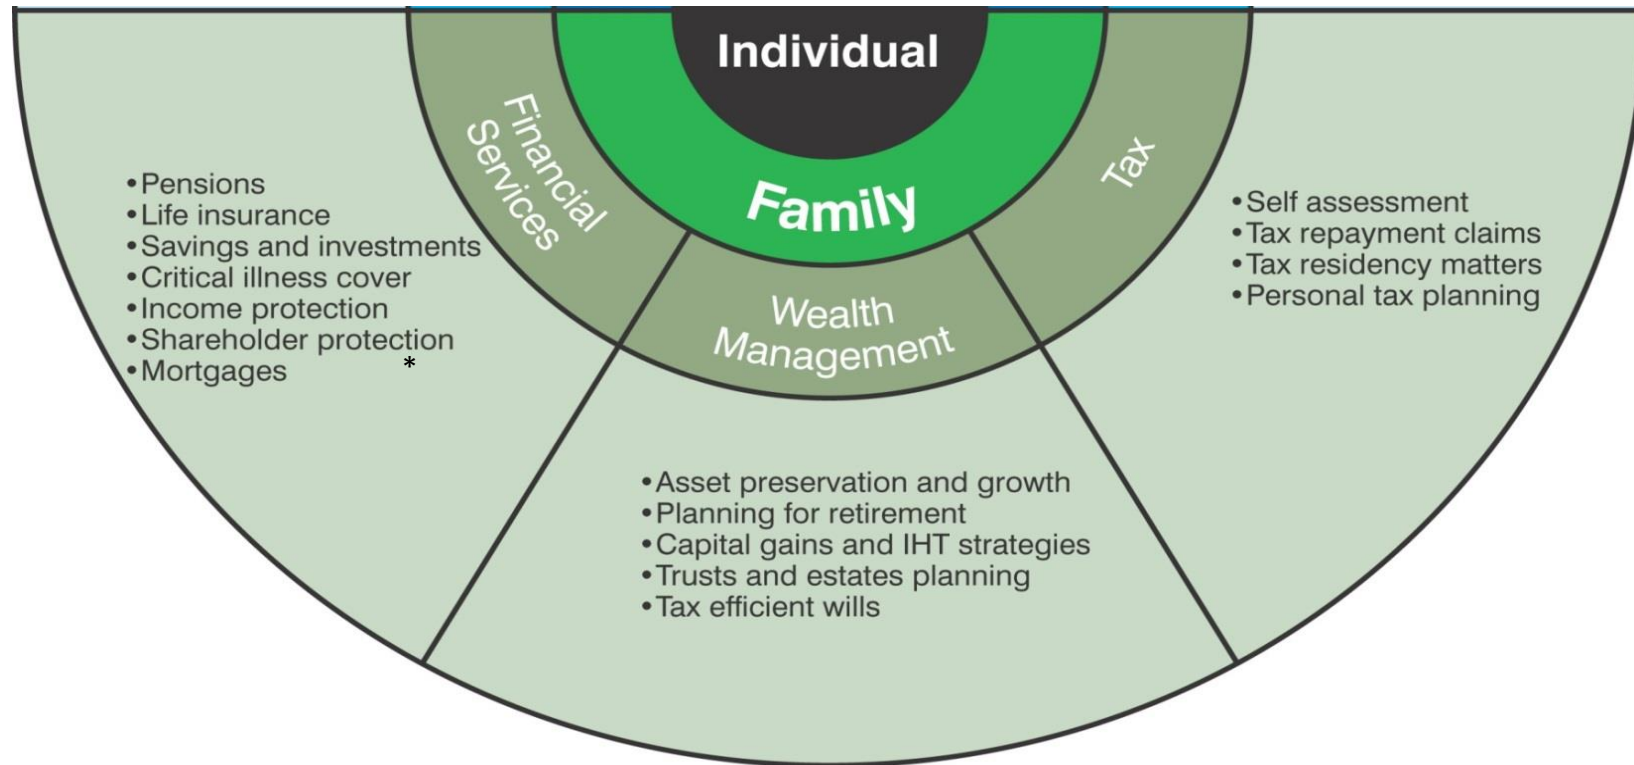 Individual
Family
Financial
Services
• Pensions
• Life insurance
• Savings and investments
• Critical illness cover
• Income protection
• Shareholder protection
• Mortgages *
Wealth
Management
• Asset preservation and growth
• Planning for retirement
• Capital gains and IHT strategies
• Trusts and estates planning
• Tax efficient wills
Tax
• Self assessment
• Tax repayment claims
• Tax residency matters
• Personal tax planning